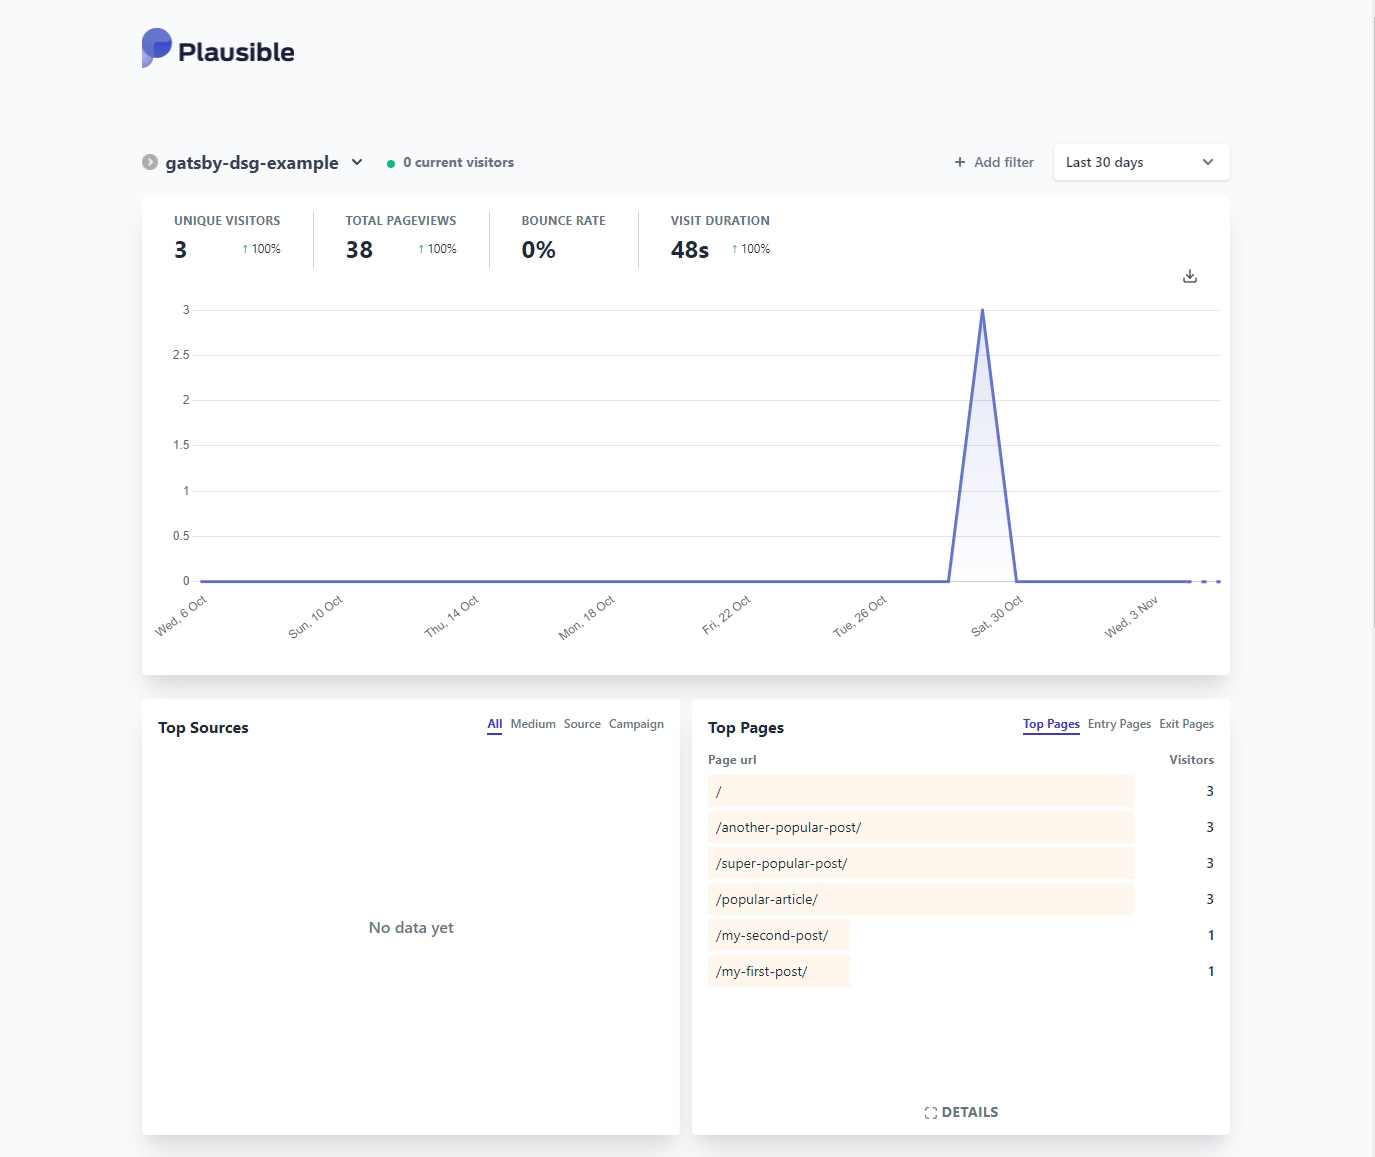 Plausible
gatsby-dsg-example
0 current visitors
+ Add filter
Last 30 days
UNIQUE VISITORS
3 ↑ 100%
TOTAL PAGEVIEWS
38 ↑ 100%
BOUNCE RATE
0%
VISIT DURATION
48s ↑ 100%
3
2.5
2
1.5
1
0.5
0
Wed, 6 Oct
Sun, 10 Oct
Thu, 14 Oct
Mon, 18 Oct
Fri, 22 Oct
Tue, 26 Oct
Sat, 30 Oct
Wed, 3 Nov
Top Sources
All Medium Source Campaign
No data yet
Top Pages
Top Pages Entry Pages Exit Pages
Page url Visitors
/ 3
/another-popular-post/ 3
/super-popular-post/ 3
/popular-article/ 3
/my-second-post/ 1
/my-first-post/ 1
DETAILS